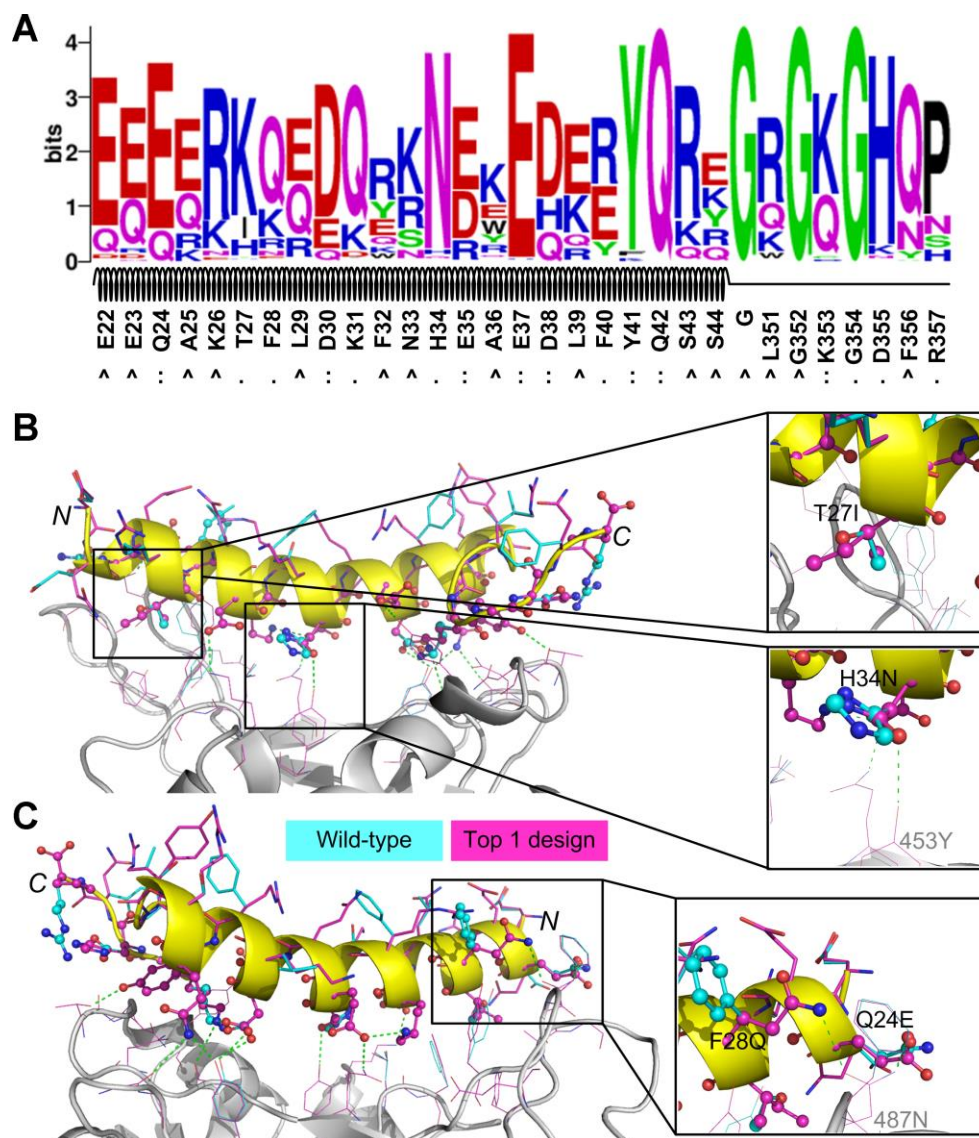 A
4
3
2
1
0
bits
EEEERKQEDQRKNEKEDERYQREGRGKGHQP
E22 E23 Q24 A25 K26 T27 F28 L29 D30 K31 F32 N33 H34 E35 A36 E37 D38 L39 F40 Y41 Q42 S43 S44 G L351 G352 K353 G354 D355 F356 R357
B
N
C
T27I
H34N
453Y
C
Wild-type
Top 1 design
C
N
F28Q
Q24E
487N